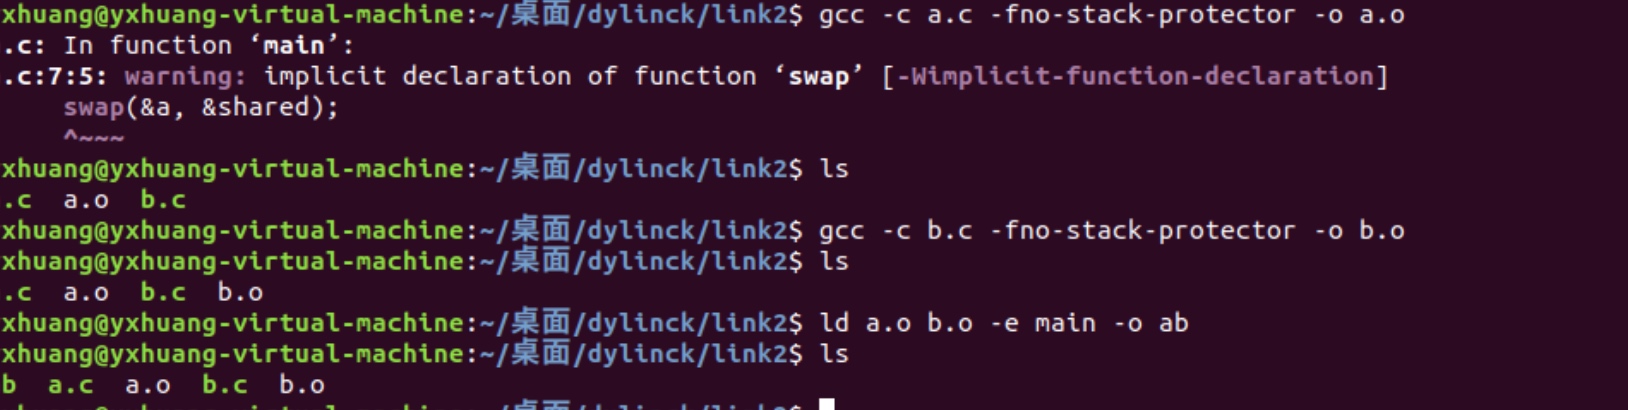 xhuang@yxhuang-virtual-machine:~/桌面/dylinck/link2$ gcc -c a.c -fno-stack-protector -o a.o
.c: In function ‘main’:
.c:7:5: warning: implicit declaration of function ‘swap’ [-Wimplicit-function-declaration]
swap(&a, &shared);
^~~~
xhuang@yxhuang-virtual-machine:~/桌面/dylinck/link2$ ls
.c a.o b.c
xhuang@yxhuang-virtual-machine:~/桌面/dylinck/link2$ gcc -c b.c -fno-stack-protector -o b.o
xhuang@yxhuang-virtual-machine:~/桌面/dylinck/link2$ ls
.c a.o b.c b.o
xhuang@yxhuang-virtual-machine:~/桌面/dylinck/link2$ ld a.o b.o -e main -o ab
xhuang@yxhuang-virtual-machine:~/桌面/dylinck/link2$ ls
b a.c a.o b.c b.o